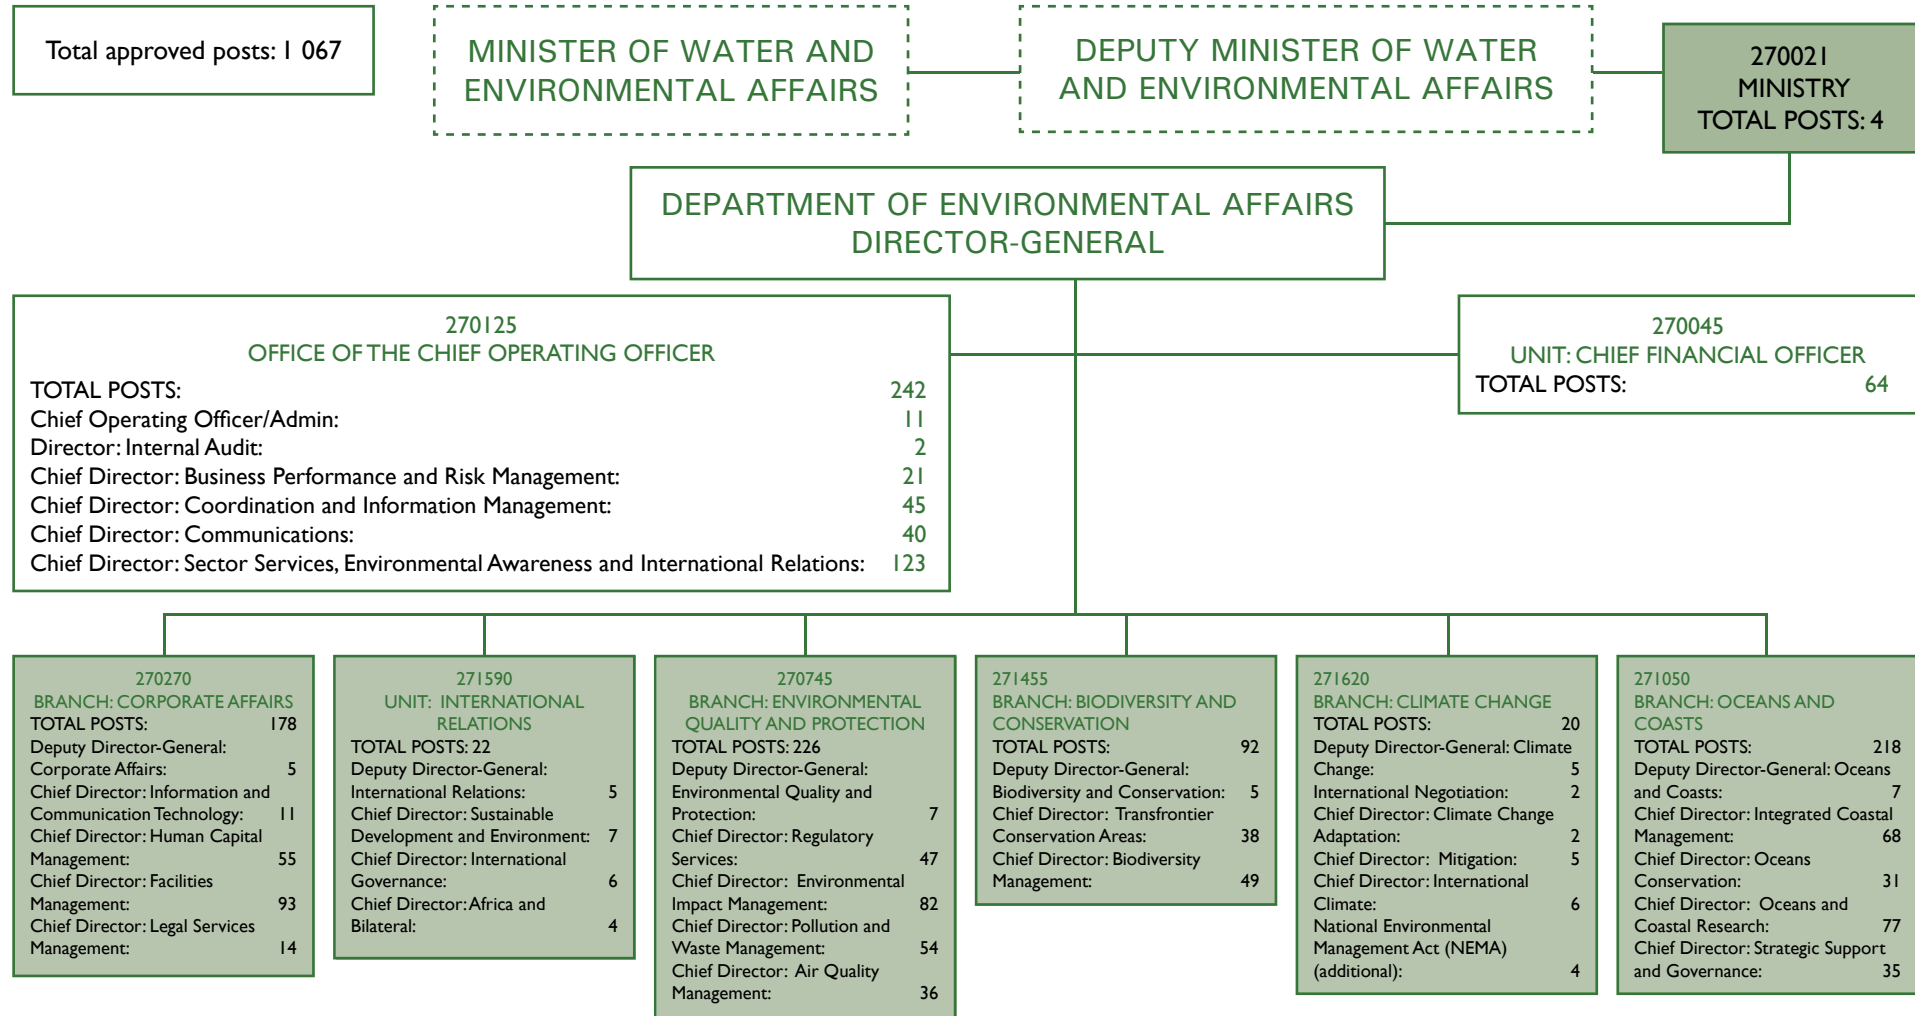 Total approved posts: 1 067
MINISTER OF WATER AND
ENVIRONMENTAL AFFAIRS
DEPUTY MINISTER OF WATER
AND ENVIRONMENTAL AFFAIRS
270021
MINISTRY
TOTAL POSTS: 4
DEPARTMENT OF ENVIRONMENTAL AFFAIRS
DIRECTOR-GENERAL
270125
OFFICE OF THE CHIEF OPERATING OFFICER
TOTAL POSTS: 242
Chief Operating Officer/Admin: 11
Director: Internal Audit: 2
Chief Director: Business Performance and Risk Management: 21
Chief Director: Coordination and Information Management: 45
Chief Director: Communications: 40
Chief Director: Sector Services, Environmental Awareness and International Relations: 123
270045
UNIT: CHIEF FINANCIAL OFFICER
TOTAL POSTS: 64
270270
BRANCH: CORPORATE AFFAIRS
TOTAL POSTS: 178
Deputy Director-General:
Corporate Affairs: 5
Chief Director: Information and
Communication Technology: 11
Chief Director: Human Capital
Management: 55
Chief Director: Facilities
Management: 93
Chief Director: Legal Services
Management: 14
271590
UNIT: INTERNATIONAL
RELATIONS
TOTAL POSTS: 22
Deputy Director-General:
International Relations: 5
Chief Director: Sustainable
Development and Environment: 7
Chief Director: International
Governance: 6
Chief Director: Africa and
Bilateral: 4
270745
BRANCH: ENVIRONMENTAL
QUALITY AND PROTECTION
TOTAL POSTS: 226
Deputy Director-General:
Environmental Quality and
Protection: 7
Chief Director: Regulatory
Services: 47
Chief Director: Environmental
Impact Management: 82
Chief Director: Pollution and
Waste Management: 54
Chief Director: Air Quality
Management: 36
271455
BRANCH: BIODIVERSITY AND
CONSERVATION
TOTAL POSTS: 92
Deputy Director-General:
Biodiversity and Conservation: 5
Chief Director: Transfrontier
Conservation Areas: 38
Chief Director: Biodiversity
Management: 49
271620
BRANCH: CLIMATE CHANGE
TOTAL POSTS: 20
Deputy Director-General: Climate
Change: 5
International Negotiation: 2
Chief Director: Climate Change
Adaptation: 2
Chief Director: Mitigation: 5
Chief Director: International
Climate: 6
National Environmental
Management Act (NEMA)
(additional): 4
271050
BRANCH: OCEANS AND
COASTS
TOTAL POSTS: 218
Deputy Director-General: Oceans
and Coasts: 7
Chief Director: Integrated Coastal
Management: 68
Chief Director: Oceans
Conservation: 31
Chief Director: Oceans and
Coastal Research: 77
Chief Director: Strategic Support
and Governance: 35